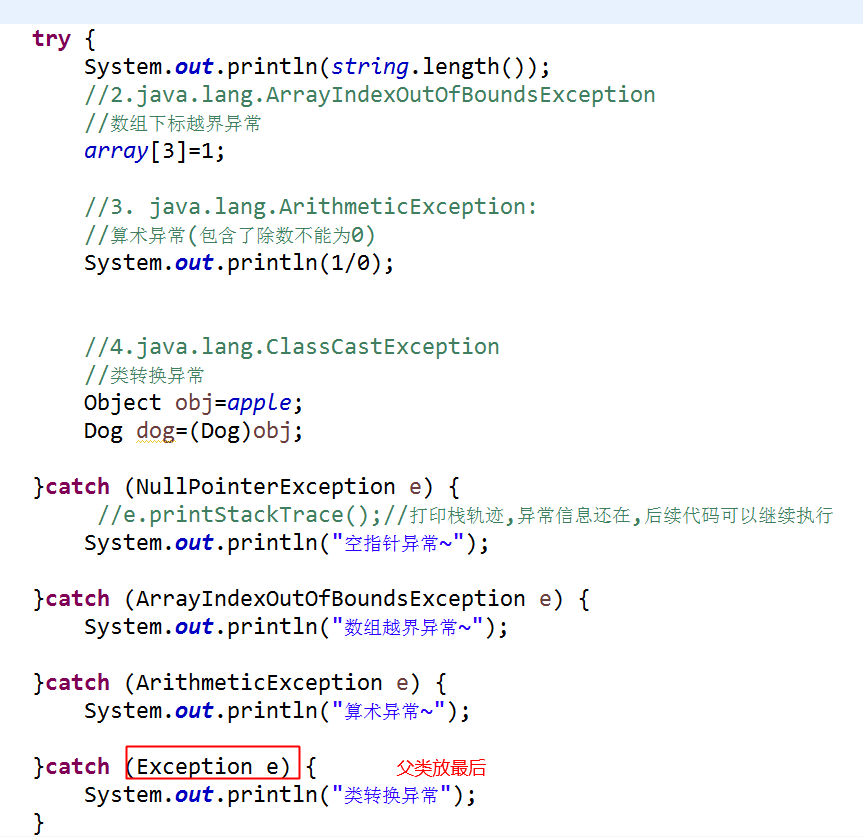 try {
System.out.println(string.length());
//2.java.lang.ArrayIndexOutOfBoundsException
//数组下标越界异常
array[3]=1;
//3. java.lang.ArithmeticException:
//算术异常(包含了除数不能为0)
System.out.println(1/0);
//4.java.lang.ClassCastException
//类转换异常
Object obj=apple;
Dog dog=(Dog)obj;
}catch (NullPointerException e) {
//e.printStackTrace();//打印栈轨迹,异常信息还在,后续代码可以继续执行
System.out.println("空指针异常~");
}catch (ArrayIndexOutOfBoundsException e) {
System.out.println("数组越界异常~");
}catch (ArithmeticException e) {
System.out.println("算术异常~");
}catch (Exception e) { 父类放最后
System.out.println("类转换异常");
}